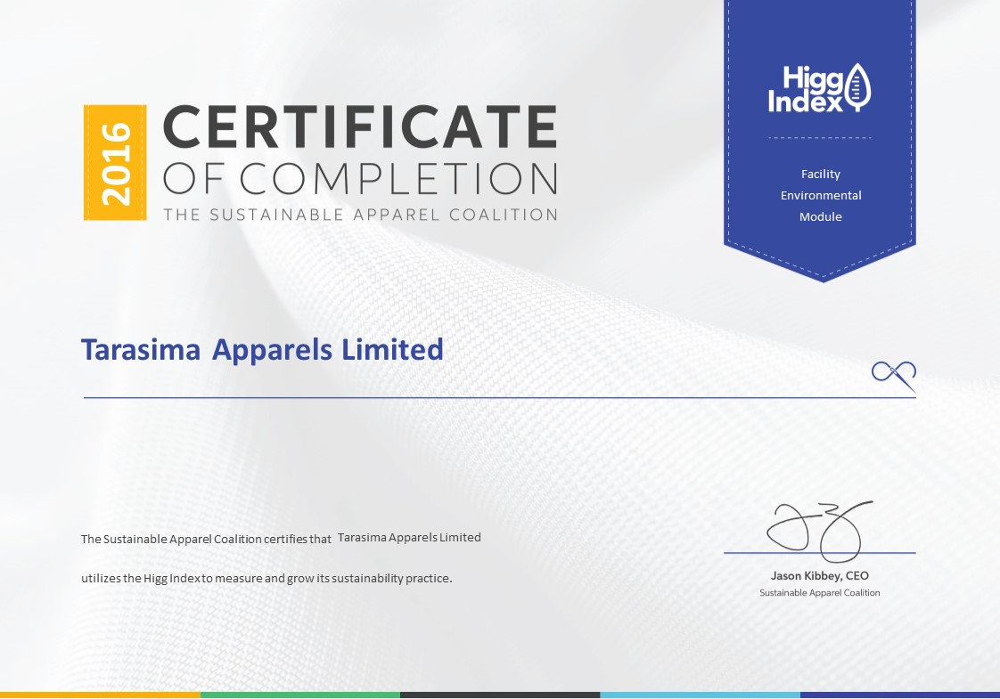 2016
CERTIFICATE
OF COMPLETION
THE SUSTAINABLE APPAREL COALITION
Higg
Index
Facility
Environmental
Module
Tarasima Apparels Limited
The Sustainable Apparel Coalition certifies that Tarasima Apparels Limited
utilizes the Higg Index to measure and grow its sustainability practice.
Jason Kibbey, CEO
Sustainable Apparel Coalition